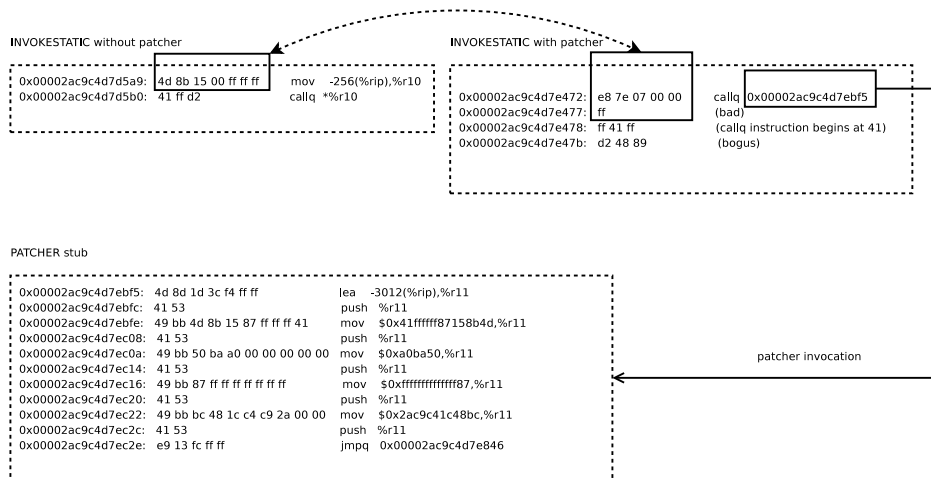 INVOKESTATIC without patcher
0x00002ac9c4d7d5a9: 4d 8b 15 00 ff ff ff mov -256(%rip),%r10
0x00002ac9c4d7d5b0: 41 ff d2 callq *%r10
INVOKESTATIC with patcher
0x00002ac9c4d7e472: e8 7e 07 00 00 callq 0x00002ac9c4d7ebf5
0x00002ac9c4d7e477: ff (bad)
0x00002ac9c4d7e478: ff 41 ff (callq instruction begins at 41)
0x00002ac9c4d7e47b: d2 48 89 (bogus)
PATCHER stub
0x00002ac9c4d7ebf5: 4d 8d 1d 3c f4 ff ff lea -3012(%rip),%r11
0x00002ac9c4d7ebfc: 41 53 push %r11
0x00002ac9c4d7ebfe: 49 bb 4d 8b 15 87 ff ff ff 41 mov $0x41ffffff87158b4d,%r11
0x00002ac9c4d7ec08: 41 53 push %r11
0x00002ac9c4d7ec0a: 49 bb 50 ba a0 00 00 00 00 00 mov $0xa0ba50,%r11
0x00002ac9c4d7ec14: 41 53 push %r11
0x00002ac9c4d7ec16: 49 bb 87 ff ff ff ff ff ff ff mov $0xffffffffffffff87,%r11
0x00002ac9c4d7ec20: 41 53 push %r11
0x00002ac9c4d7ec22: 49 bb bc 48 1c c4 c9 2a 00 00 mov $0x2ac9c41c48bc,%r11
0x00002ac9c4d7ec2c: 41 53 push %r11
0x00002ac9c4d7ec2e: e9 13 fc ff ff jmpq 0x00002ac9c4d7e846
patcher invocation